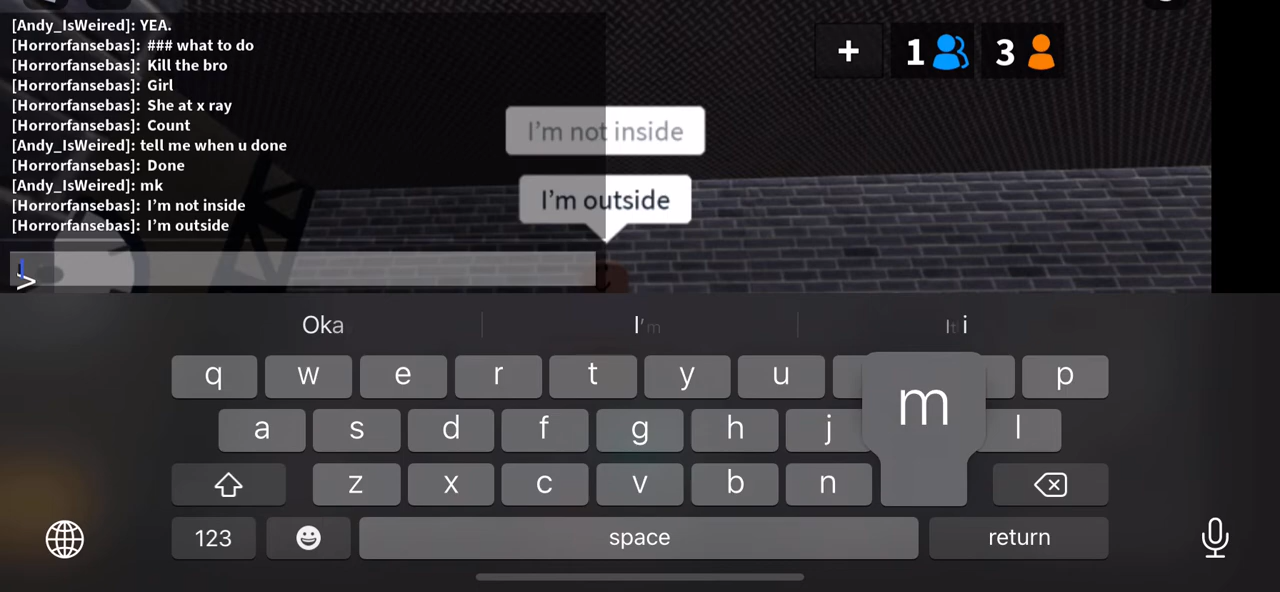 [Andy_IsWeired]: YEA.
[Horrorfansebas]: ### what to do
[Horrorfansebas]: Kill the bro
[Horrorfansebas]: Girl
[Horrorfansebas]: She at x ray
[Horrorfansebas]: Count
[Andy_IsWeired]: tell me when u done
[Horrorfansebas]: Done
[Andy_IsWeired]: mk
[Horrorfansebas]: I’m not inside
[Horrorfansebas]: I’m outside
+ 1 3
I’m not inside
I’m outside
>
Oka I’m
q w e r t y u p
a s d f g h j l
z x c v b n m
123 space return